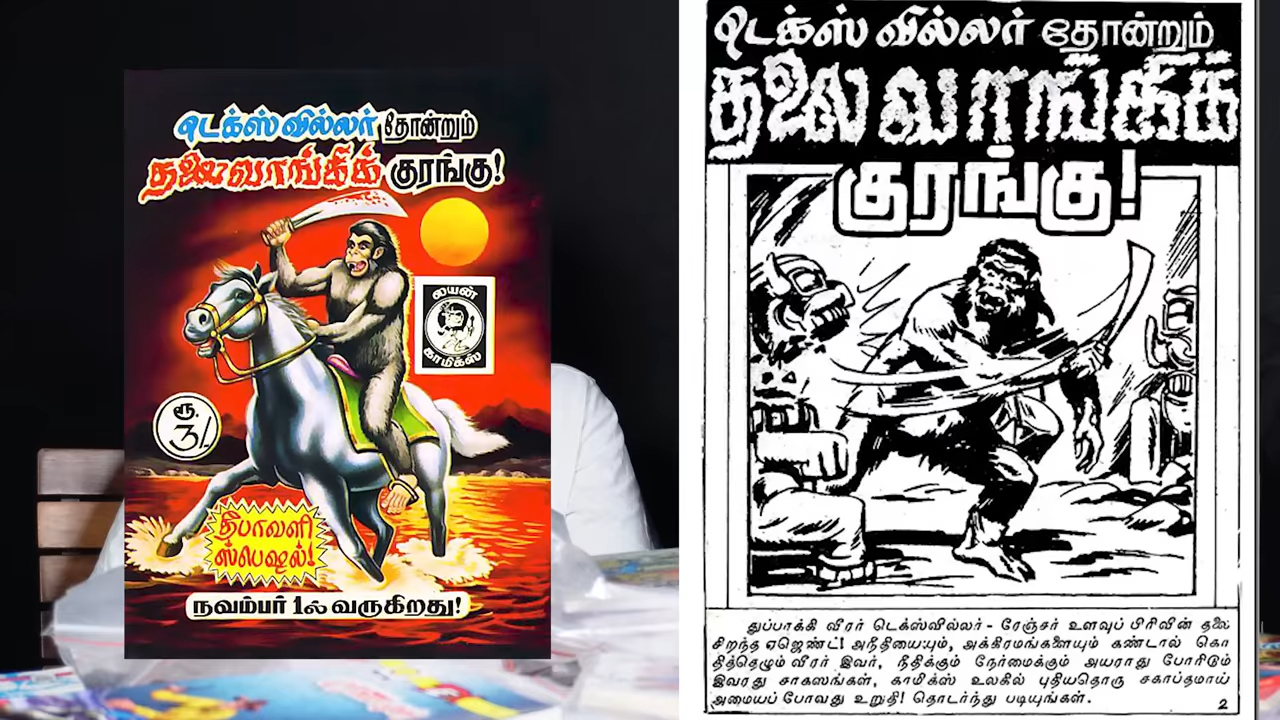 டெக்ஸ் வில்லர் தோன்றும்
தலைவாங்கிக் குரங்கு!
லயன்
காமிக்ஸ்
ரூ.
3/-
தீபாவளி
ஸ்பெஷல்!
நவம்பர் 1ல் வருகிறது!
டெக்ஸ் வில்லர் தோன்றும்
தலைவாங்கிக்
குரங்கு!
துப்பாக்கி வீரர் டெக்ஸ்வில்லர் - ரேஞ்சர் உளவுப் பிரிவின் தலை
சிறந்த ஏஜெண்ட்! அநீதியையும், அக்கிரமங்களையும் கண்டால் கொ
தித்தெழும் வீரர் இவர், நீதிக்கும் நேர்மைக்கும் அயராது போரிடும்
இவரது சாகஸங்கள், காமிக்ஸ் உலகில் புதியதொரு சகாப்தமாய்
அமையப் போவது உறுதி! தொடர்ந்து படியுங்கள்.
2